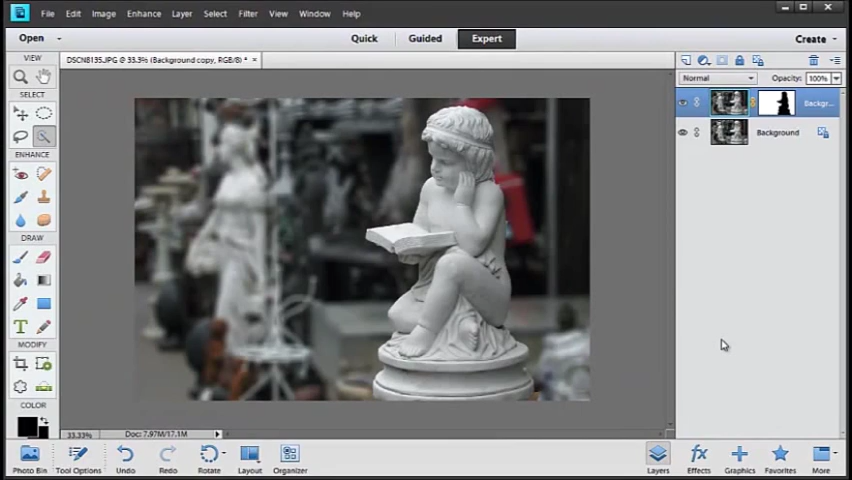 File Edit Image Enhance Layer Select Filter View Window Help
Open Quick Guided Expert Create
VIEW
DSCN8135.JPG @ 33.3% (Background copy, RGB/8) * ×
Normal Opacity: 100%
SELECT
Backgr...
Background
ENHANCE
DRAW
T
MODIFY
COLOR
33.33% Doc: 7.97M/17.1M
Photo Bin Tool Options Undo Redo Rotate Layout Organizer Layers fx Effects Graphics Favorites More